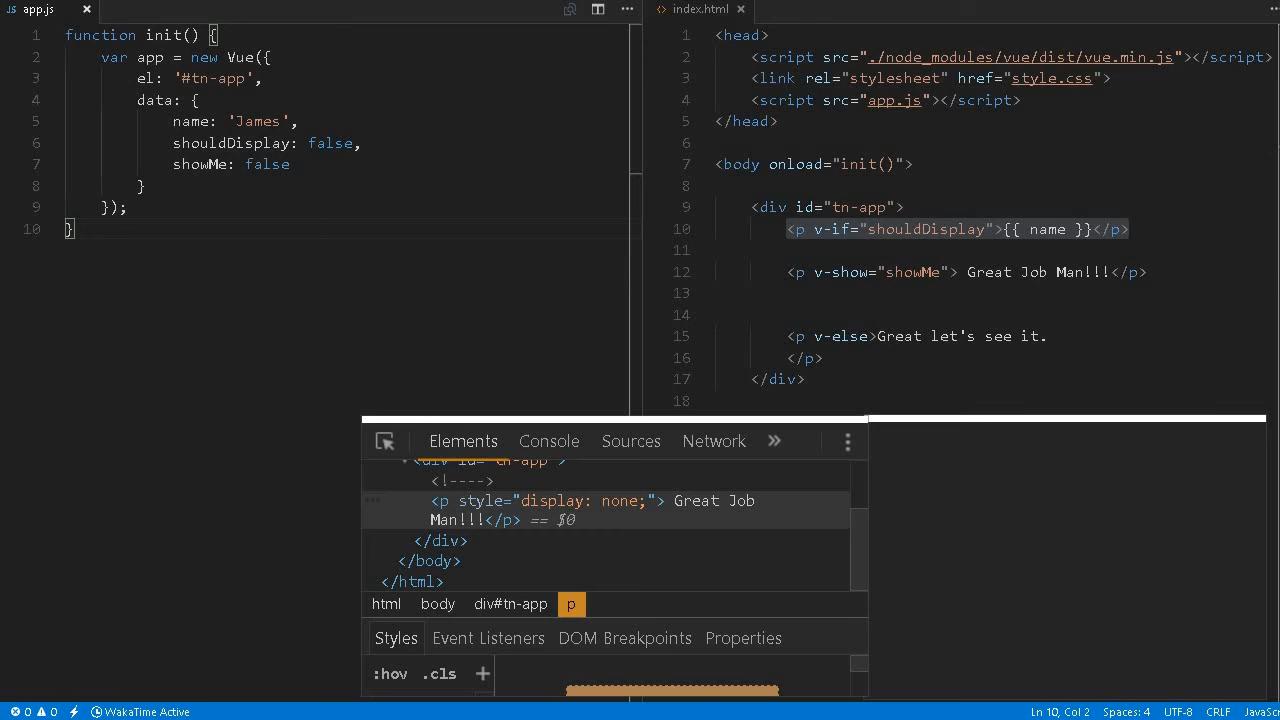 JS app.js ×
1 function init() {
2 var app = new Vue({
3 el: '#tn-app',
4 data: {
5 name: 'James',
6 shouldDisplay: false,
7 showMe: false
8 }
9 });
10 }
<> index.html ×
1 <head>
2 <script src="./node_modules/vue/dist/vue.min.js"></script>
3 <link rel="stylesheet" href="style.css">
4 <script src="app.js"></script>
5 </head>
6
7 <body onload="init()">
8
9 <div id="tn-app">
10 <p v-if="shouldDisplay">{{ name }}</p>
11
12 <p v-show="showMe"> Great Job Man!!!</p>
13
14
15 <p v-else>Great let's see it.
16 </p>
17 </div>
18
Elements Console Sources Network »
<div id="tn-app">
<!---->
<p style="display: none;"> Great Job
Man!!!</p> == $0
</div>
</body>
</html>
html body div#tn-app p
Styles Event Listeners DOM Breakpoints Properties
:hov .cls +
0 0 WakaTime Active Ln 10, Col 2 Spaces: 4 UTF-8 CRLF JavaSc